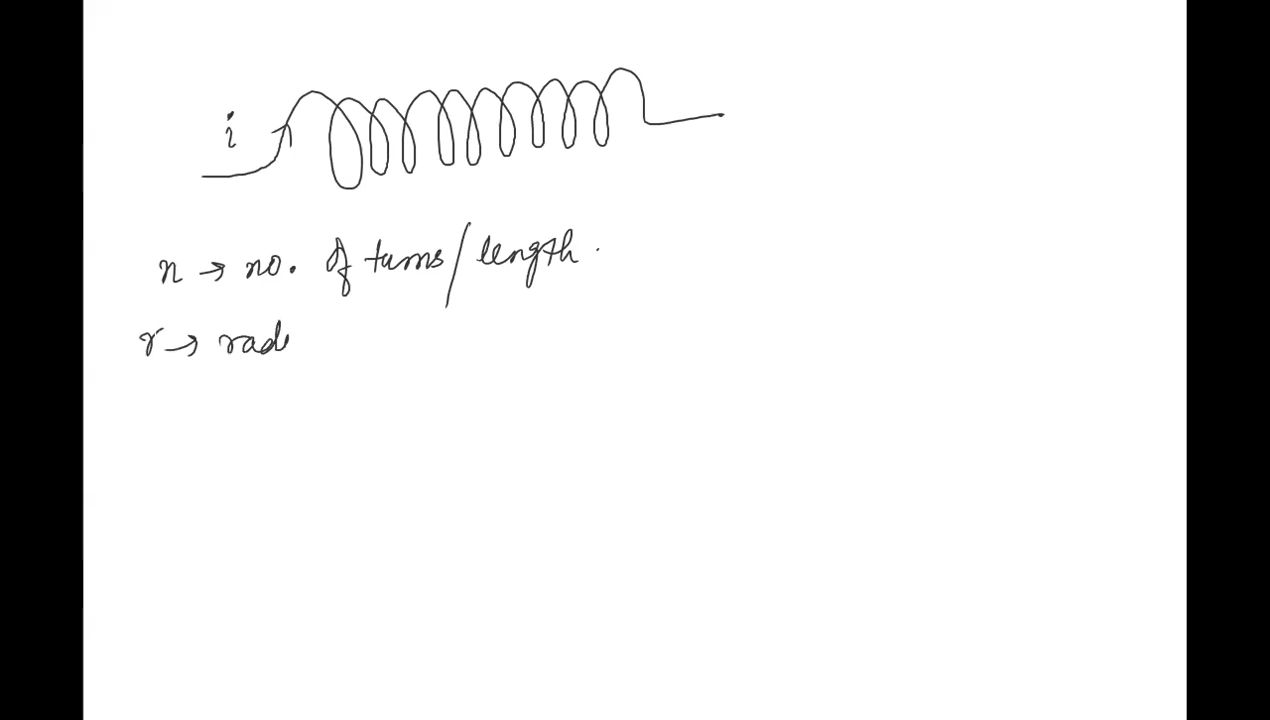 i
n → no. of turns/length.
r → rad